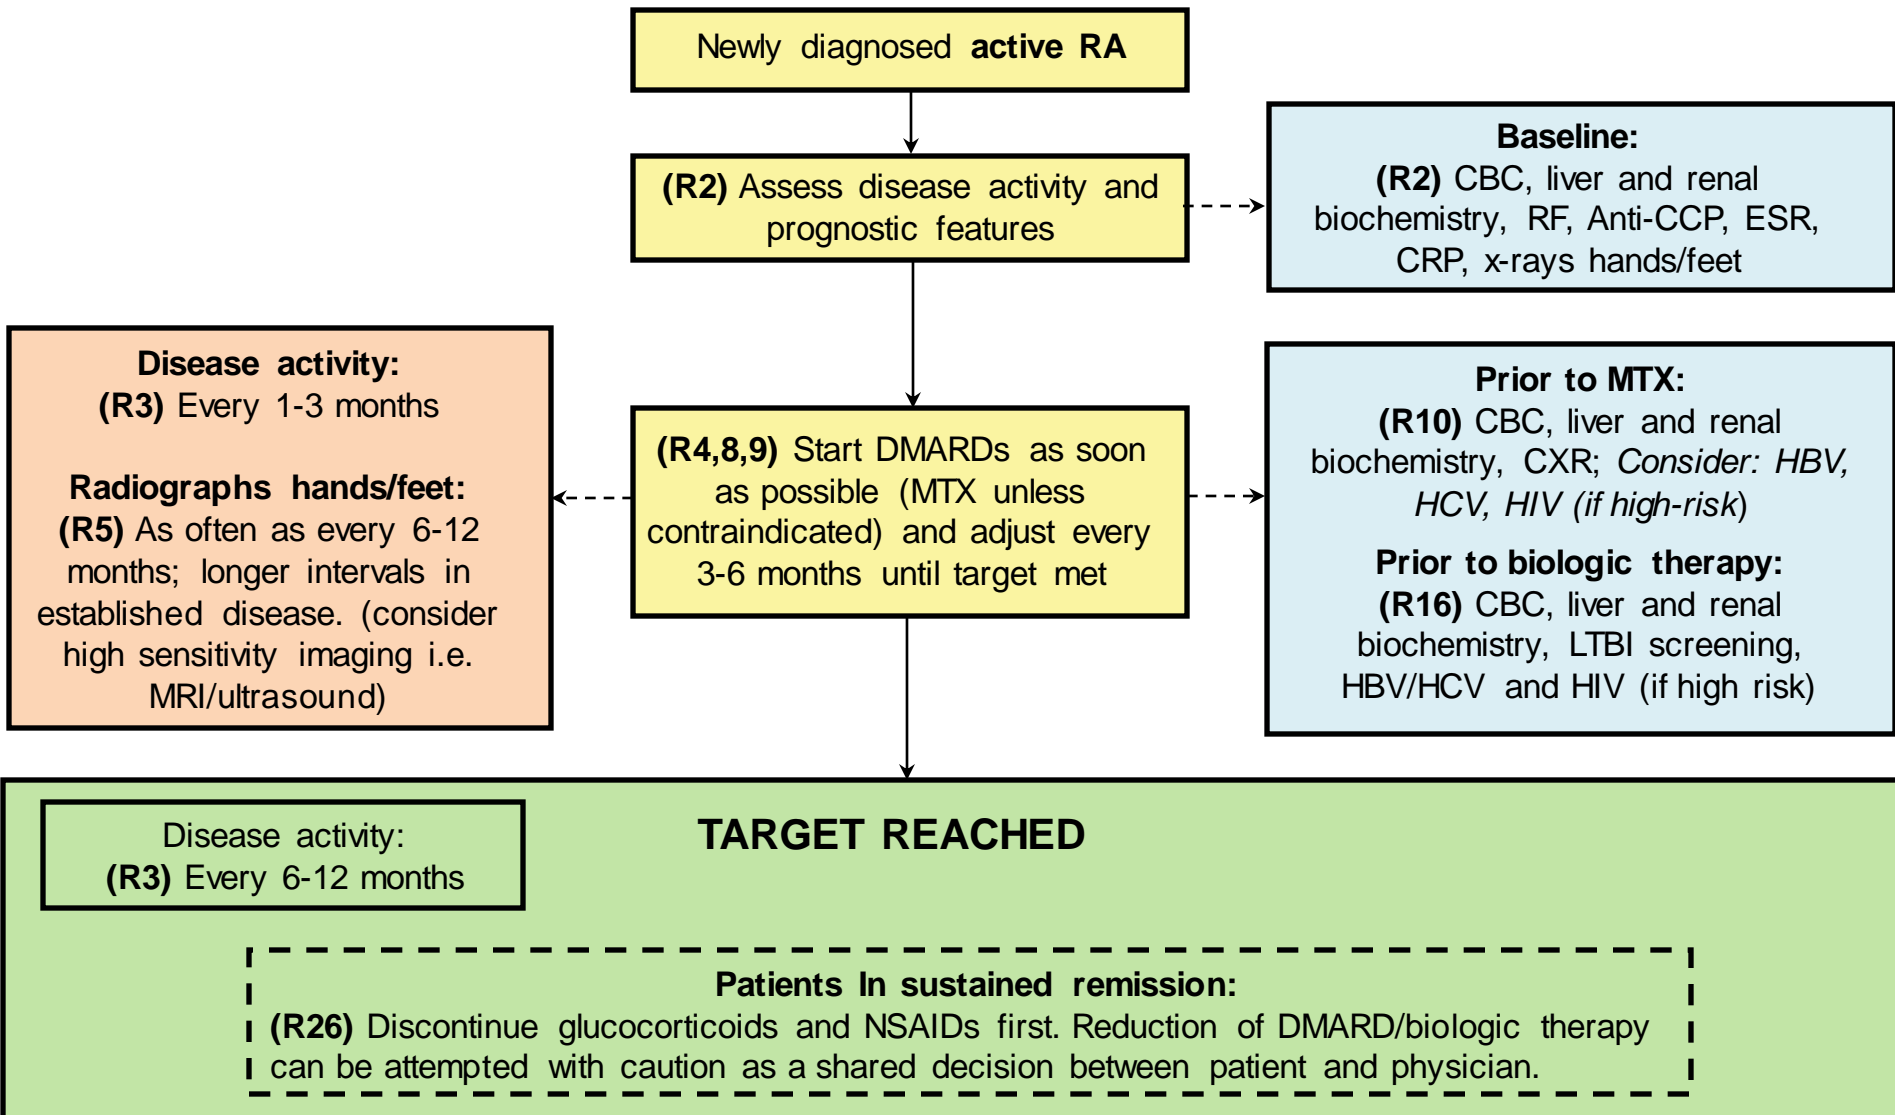 Newly diagnosed active RA
(R2) Assess disease activity and
prognostic features
Baseline:
(R2) CBC, liver and renal
biochemistry, RF, Anti-CCP, ESR,
CRP, x-rays hands/feet
Disease activity:
(R3) Every 1-3 months
Radiographs hands/feet:
(R5) As often as every 6-12
months; longer intervals in
established disease. (consider
high sensitivity imaging i.e.
MRI/ultrasound)
(R4,8,9) Start DMARDs as soon
as possible (MTX unless
contraindicated) and adjust every
3-6 months until target met
Prior to MTX:
(R10) CBC, liver and renal
biochemistry, CXR; Consider: HBV,
HCV, HIV (if high-risk)
Prior to biologic therapy:
(R16) CBC, liver and renal
biochemistry, LTBI screening,
HBV/HCV and HIV (if high risk)
Disease activity:
(R3) Every 6-12 months
TARGET REACHED
Patients In sustained remission:
(R26) Discontinue glucocorticoids and NSAIDs first. Reduction of DMARD/biologic therapy
can be attempted with caution as a shared decision between patient and physician.